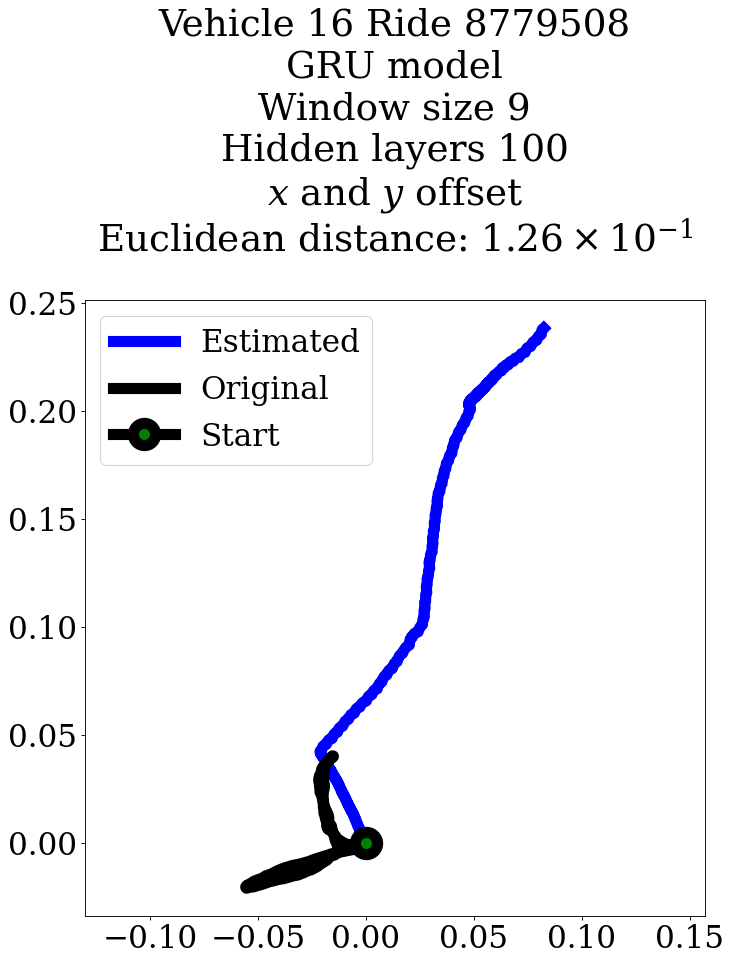 Vehicle 16 Ride 8779508
GRU model
Window size 9
Hidden layers 100
x and y offset
Euclidean distance: 1.26 × 10⁻¹
0.25
Estimated
Original
Start
0.20
0.15
0.10
0.05
0.00
−0.10 −0.05 0.00 0.05 0.10 0.15